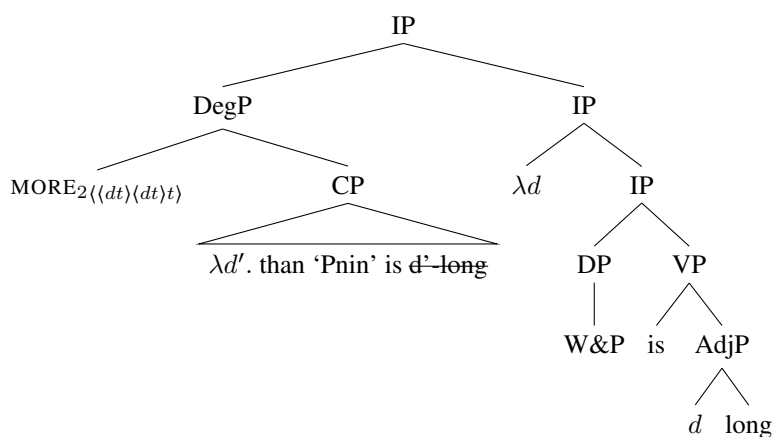 IP
DegP IP
MORE2⟨⟨dt⟩⟨dt⟩t⟩ CP λd IP
λd′. than ‘Pnin’ is d’-long DP VP
W&P is AdjP
d long